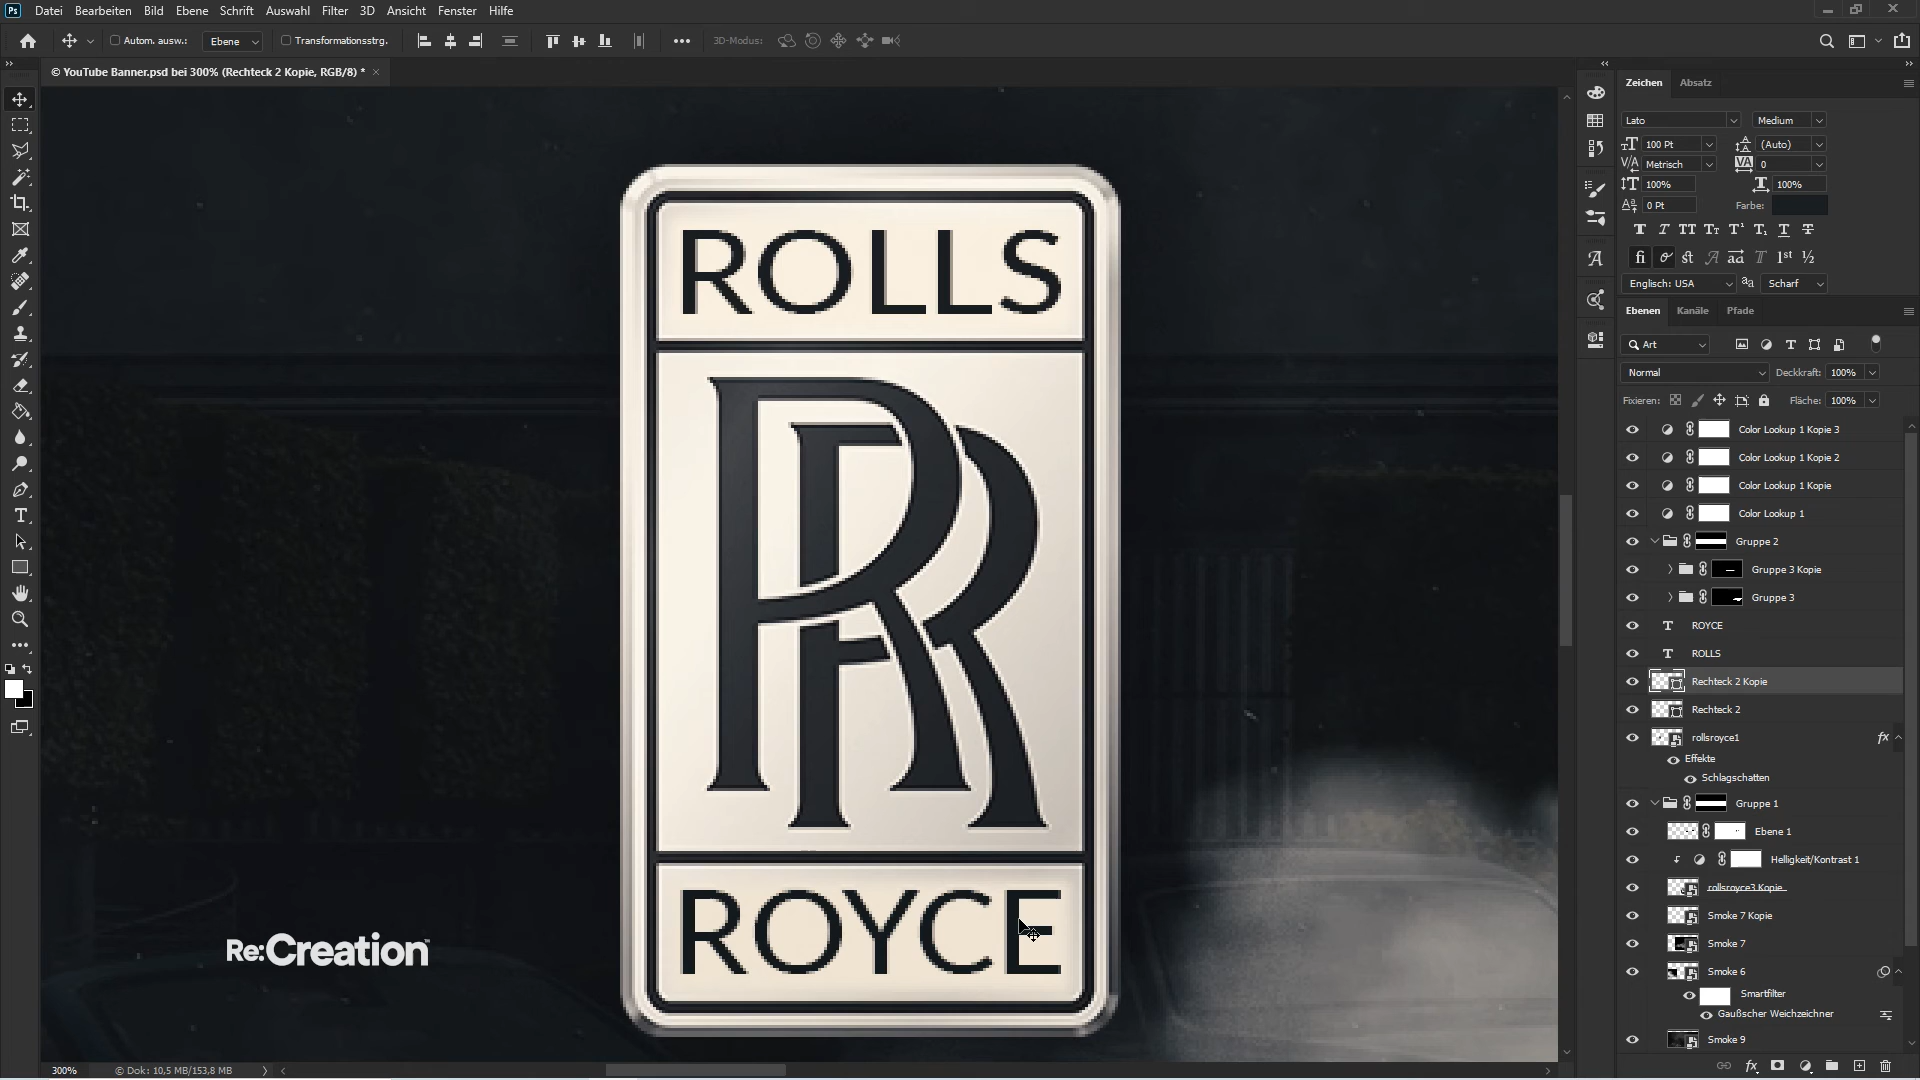 Ps Datei Bearbeiten Bild Ebene Schrift Auswahl Filter 3D Ansicht Fenster Hilfe
Autom. ausw.: Ebene Transformationsstrg. 3D-Modus:
© YouTube Banner.psd bei 300% (Rechteck 2 Kopie, RGB/8) *
ROLLS
RR
ROYCE
Re:Creation
300% © Dok: 10,5 MB/153,8 MB
Zeichen Absatz
Lato Medium
100 Pt (Auto)
Metrisch 0
100% 100%
0 Pt Farbe:
Englisch: USA Scharf
Ebenen Kanäle Pfade
Art
Normal Deckkraft: 100%
Fixieren: Fläche: 100%
Color Lookup 1 Kopie 3
Color Lookup 1 Kopie 2
Color Lookup 1 Kopie
Color Lookup 1
Gruppe 2
Gruppe 3 Kopie
Gruppe 3
ROYCE
ROLLS
Rechteck 2 Kopie
Rechteck 2
rollsroyce1
Effekte
Schlagschatten
Gruppe 1
Ebene 1
Helligkeit/Kontrast 1
rollsroyce3 Kopie
Smoke 7 Kopie
Smoke 7
Smoke 6
Smartfilter
Gaußscher Weichzeichner
Smoke 9